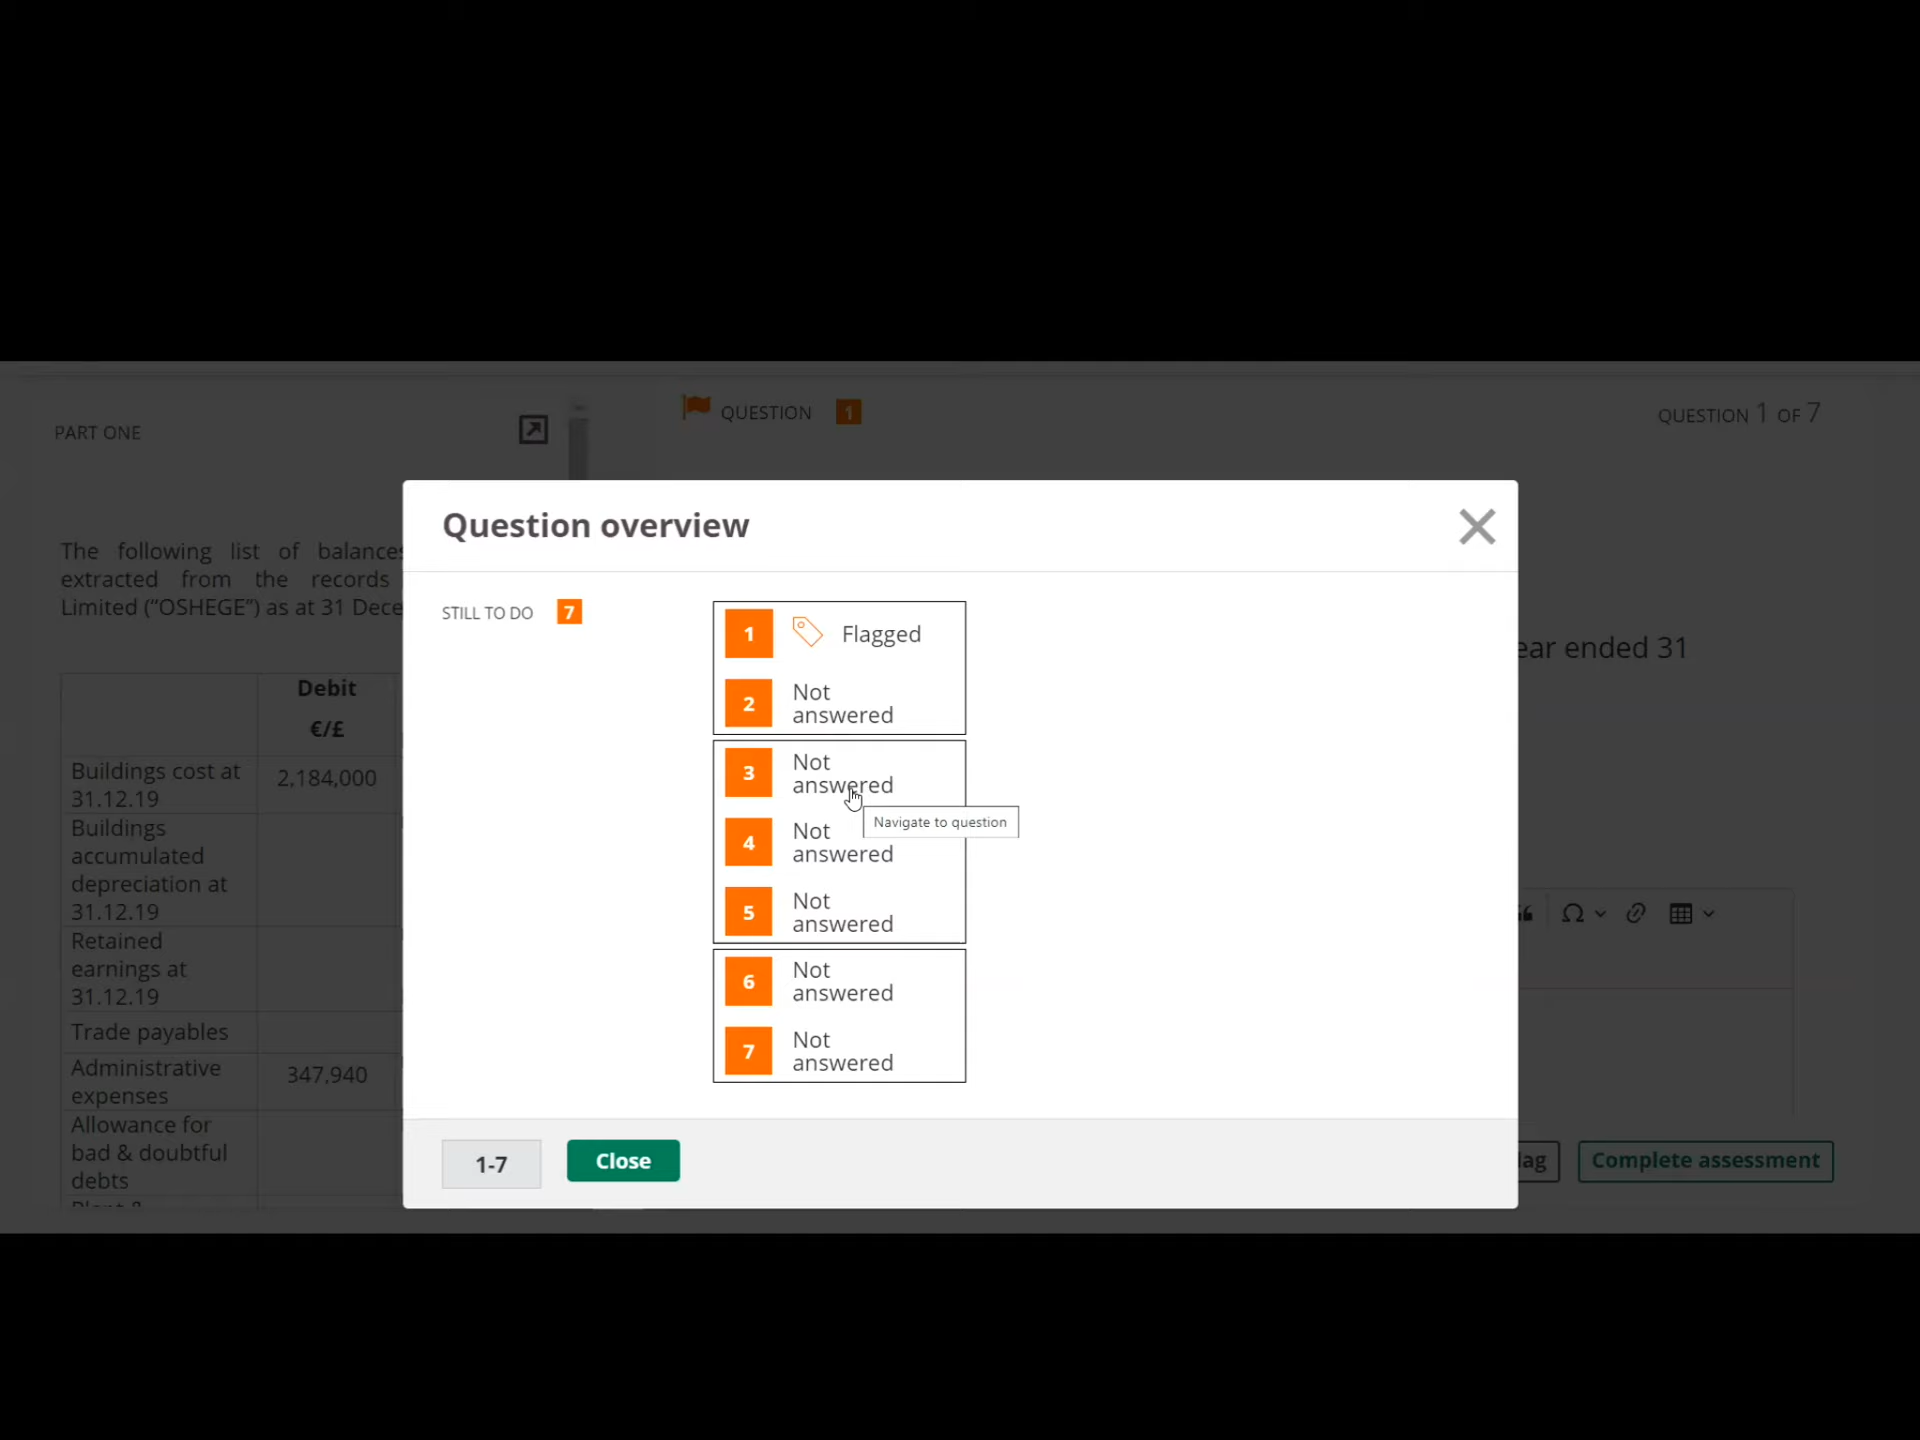 PART ONE
QUESTION 1
QUESTION 1 OF 7
The following list of balances
extracted from the records
Limited (“OSHEGE”) as at 31 Dece
Debit
€/£
Buildings cost at
31.12.19
2,184,000
Buildings
accumulated
depreciation at
31.12.19
Retained
earnings at
31.12.19
Trade payables
Administrative
expenses
347,940
Allowance for
bad & doubtful
debts
Question overview
STILL TO DO 7
1 Flagged
2 Not
answered
3 Not
answered
Navigate to question
4 Not
answered
5 Not
answered
6 Not
answered
7 Not
answered
1-7
Close
ear ended 31
lag
Complete assessment